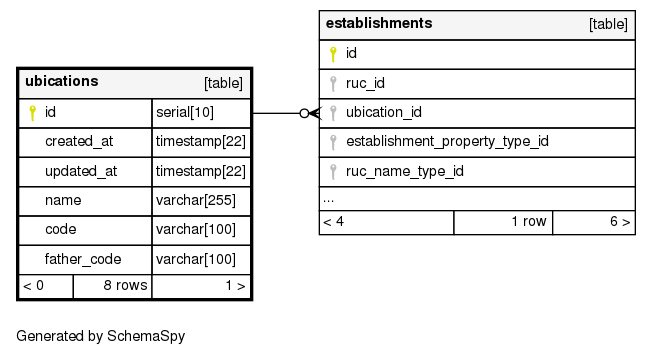 ubications [table]
id serial[10]
created_at timestamp[22]
updated_at timestamp[22]
name varchar[255]
code varchar[100]
father_code varchar[100]
< 0 8 rows 1 >
establishments [table]
id
ruc_id
ubication_id
establishment_property_type_id
ruc_name_type_id
...
< 4 1 row 6 >
Generated by SchemaSpy